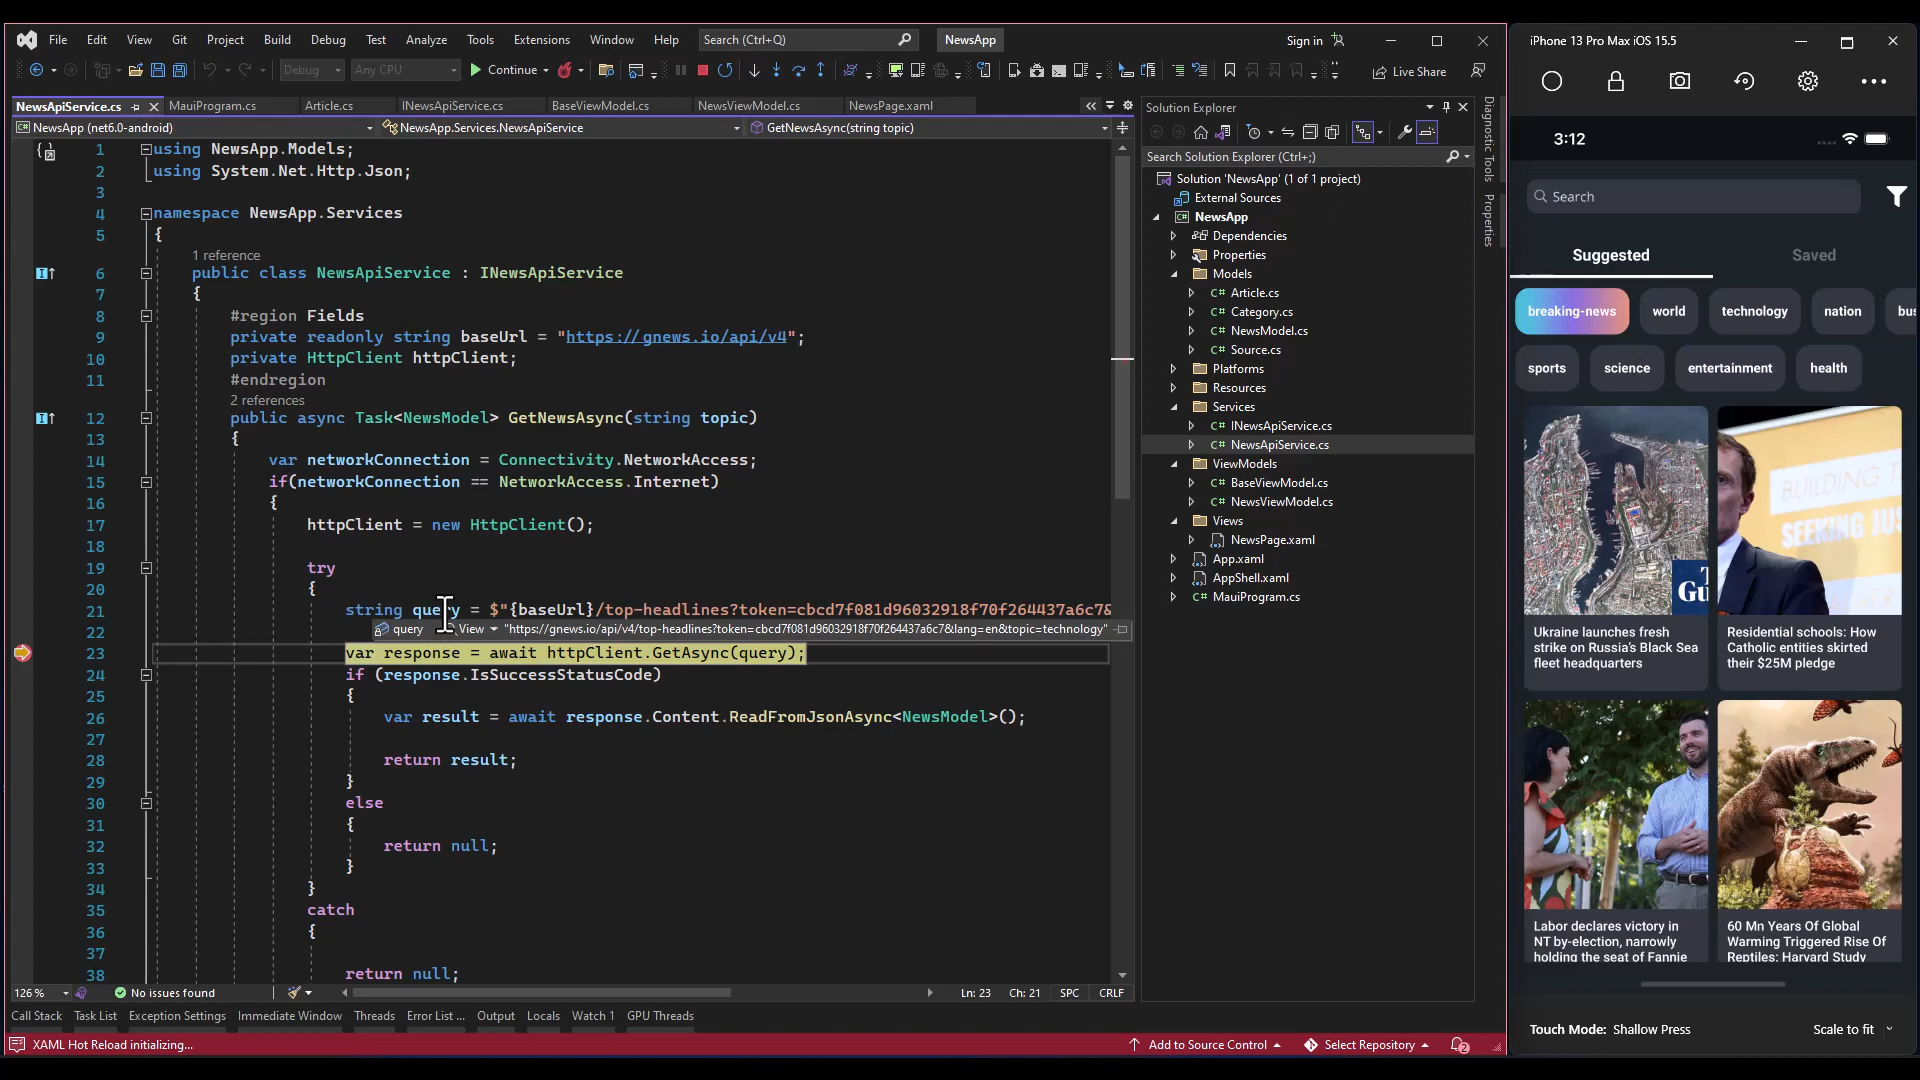 File Edit View Git Project Build Debug Test Analyze Tools Extensions Window Help Search (Ctrl+Q) NewsApp Sign in
Debug Any CPU Continue Live Share
NewsApiService.cs MauiProgram.cs Article.cs INewsApiService.cs BaseViewModel.cs NewsViewModel.cs NewsPage.xaml
NewsApp (net6.0-android) NewsApp.Services.NewsApiService GetNewsAsync(string topic)
1 using NewsApp.Models;
2 using System.Net.Http.Json;
3
4 namespace NewsApp.Services
5 {
1 reference
6 public class NewsApiService : INewsApiService
7 {
8 #region Fields
9 private readonly string baseUrl = "https://gnews.io/api/v4";
10 private HttpClient httpClient;
11 #endregion
2 references
12 public async Task<NewsModel> GetNewsAsync(string topic)
13 {
14 var networkConnection = Connectivity.NetworkAccess;
15 if(networkConnection == NetworkAccess.Internet)
16 {
17 httpClient = new HttpClient();
18
19 try
20 {
21 string query = $"{baseUrl}/top-headlines?token=cbcd7f081d96032918f70f264437a6c7&
22
query View "https://gnews.io/api/v4/top-headlines?token=cbcd7f081d96032918f70f264437a6c7&lang=en&topic=technology"
23 var response = await httpClient.GetAsync(query);
24 if (response.IsSuccessStatusCode)
25 {
26 var result = await response.Content.ReadFromJsonAsync<NewsModel>();
27
28 return result;
29 }
30 else
31 {
32 return null;
33 }
34 }
35 catch
36 {
37
38 return null;
126 % No issues found Ln: 23 Ch: 21 SPC CRLF
Call Stack Task List Exception Settings Immediate Window Threads Error List ... Output Locals Watch 1 GPU Threads
XAML Hot Reload initializing... Add to Source Control Select Repository 2
Solution Explorer
Search Solution Explorer (Ctrl+;)
Solution 'NewsApp' (1 of 1 project)
External Sources
NewsApp
Dependencies
Properties
Models
C# Article.cs
C# Category.cs
C# NewsModel.cs
C# Source.cs
Platforms
Resources
Services
C# INewsApiService.cs
C# NewsApiService.cs
ViewModels
C# BaseViewModel.cs
C# NewsViewModel.cs
Views
NewsPage.xaml
App.xaml
AppShell.xaml
C# MauiProgram.cs
Diagnostic Tools
Properties
iPhone 13 Pro Max iOS 15.5
3:12
Search
Suggested Saved
breaking-news world technology nation bus
sports science entertainment health
BUILDING T
SEEKING JUS
T
Gu
Ukraine launches fresh
strike on Russia's Black Sea
fleet headquarters
Residential schools: How
Catholic entities skirted
their $25M pledge
Labor declares victory in
NT by-election, narrowly
holding the seat of Fannie
60 Mn Years Of Global
Warming Triggered Rise Of
Reptiles: Harvard Study
Touch Mode: Shallow Press Scale to fit